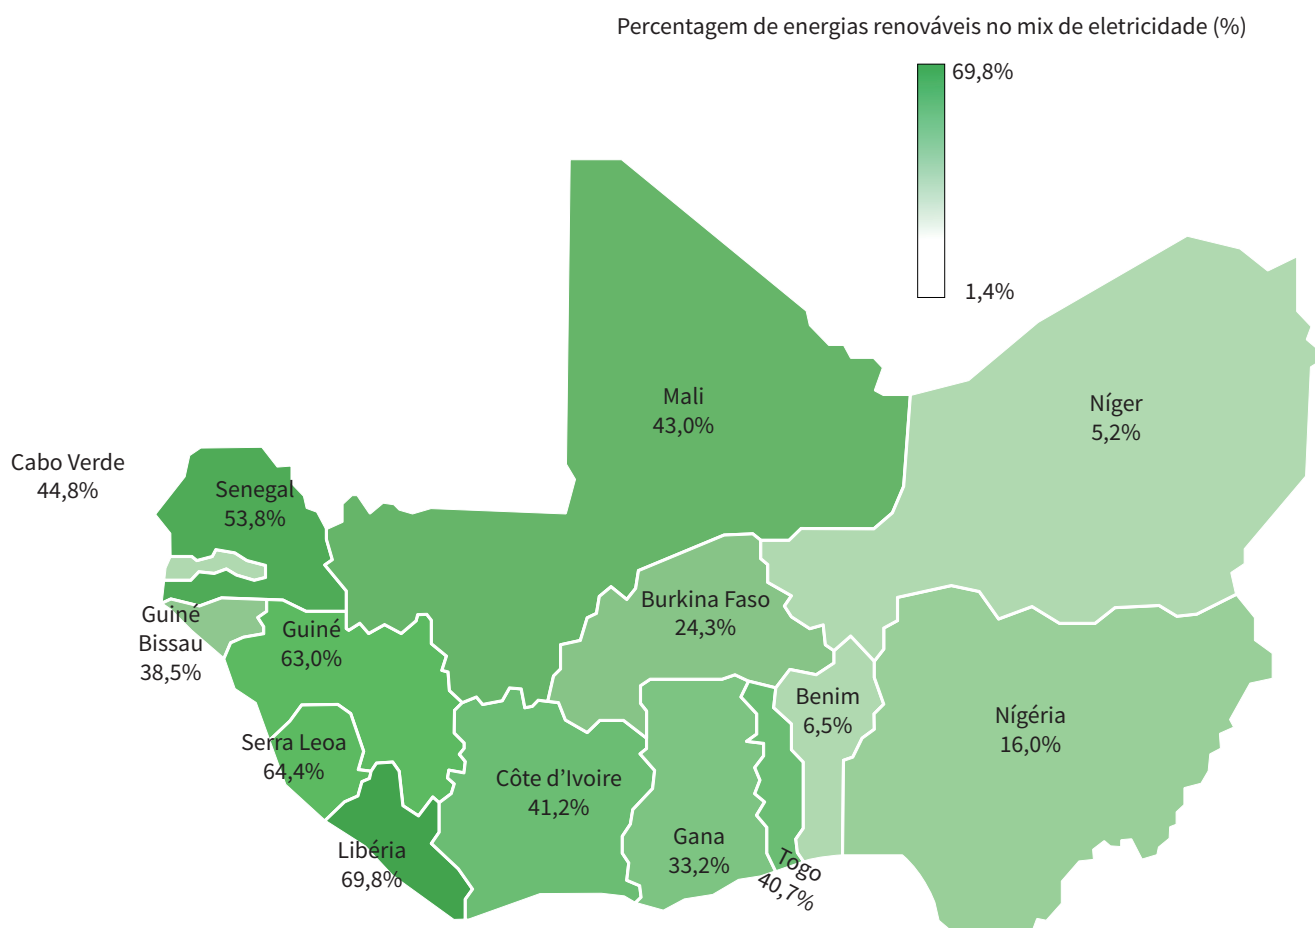 Percentagem de energias renováveis no mix de eletricidade (%)
69,8%
1,4%
Mali
43,0%
Níger
5,2%
Cabo Verde
44,8%
Senegal
53,8%
Burkina Faso
24,3%
Guiné
Bissau
38,5%
Guiné
63,0%
Benim
6,5%
Nígéria
16,0%
Serra Leoa
64,4%
Côte d’Ivoire
41,2%
Gana
33,2%
Libéria
69,8%
Togo
40,7%